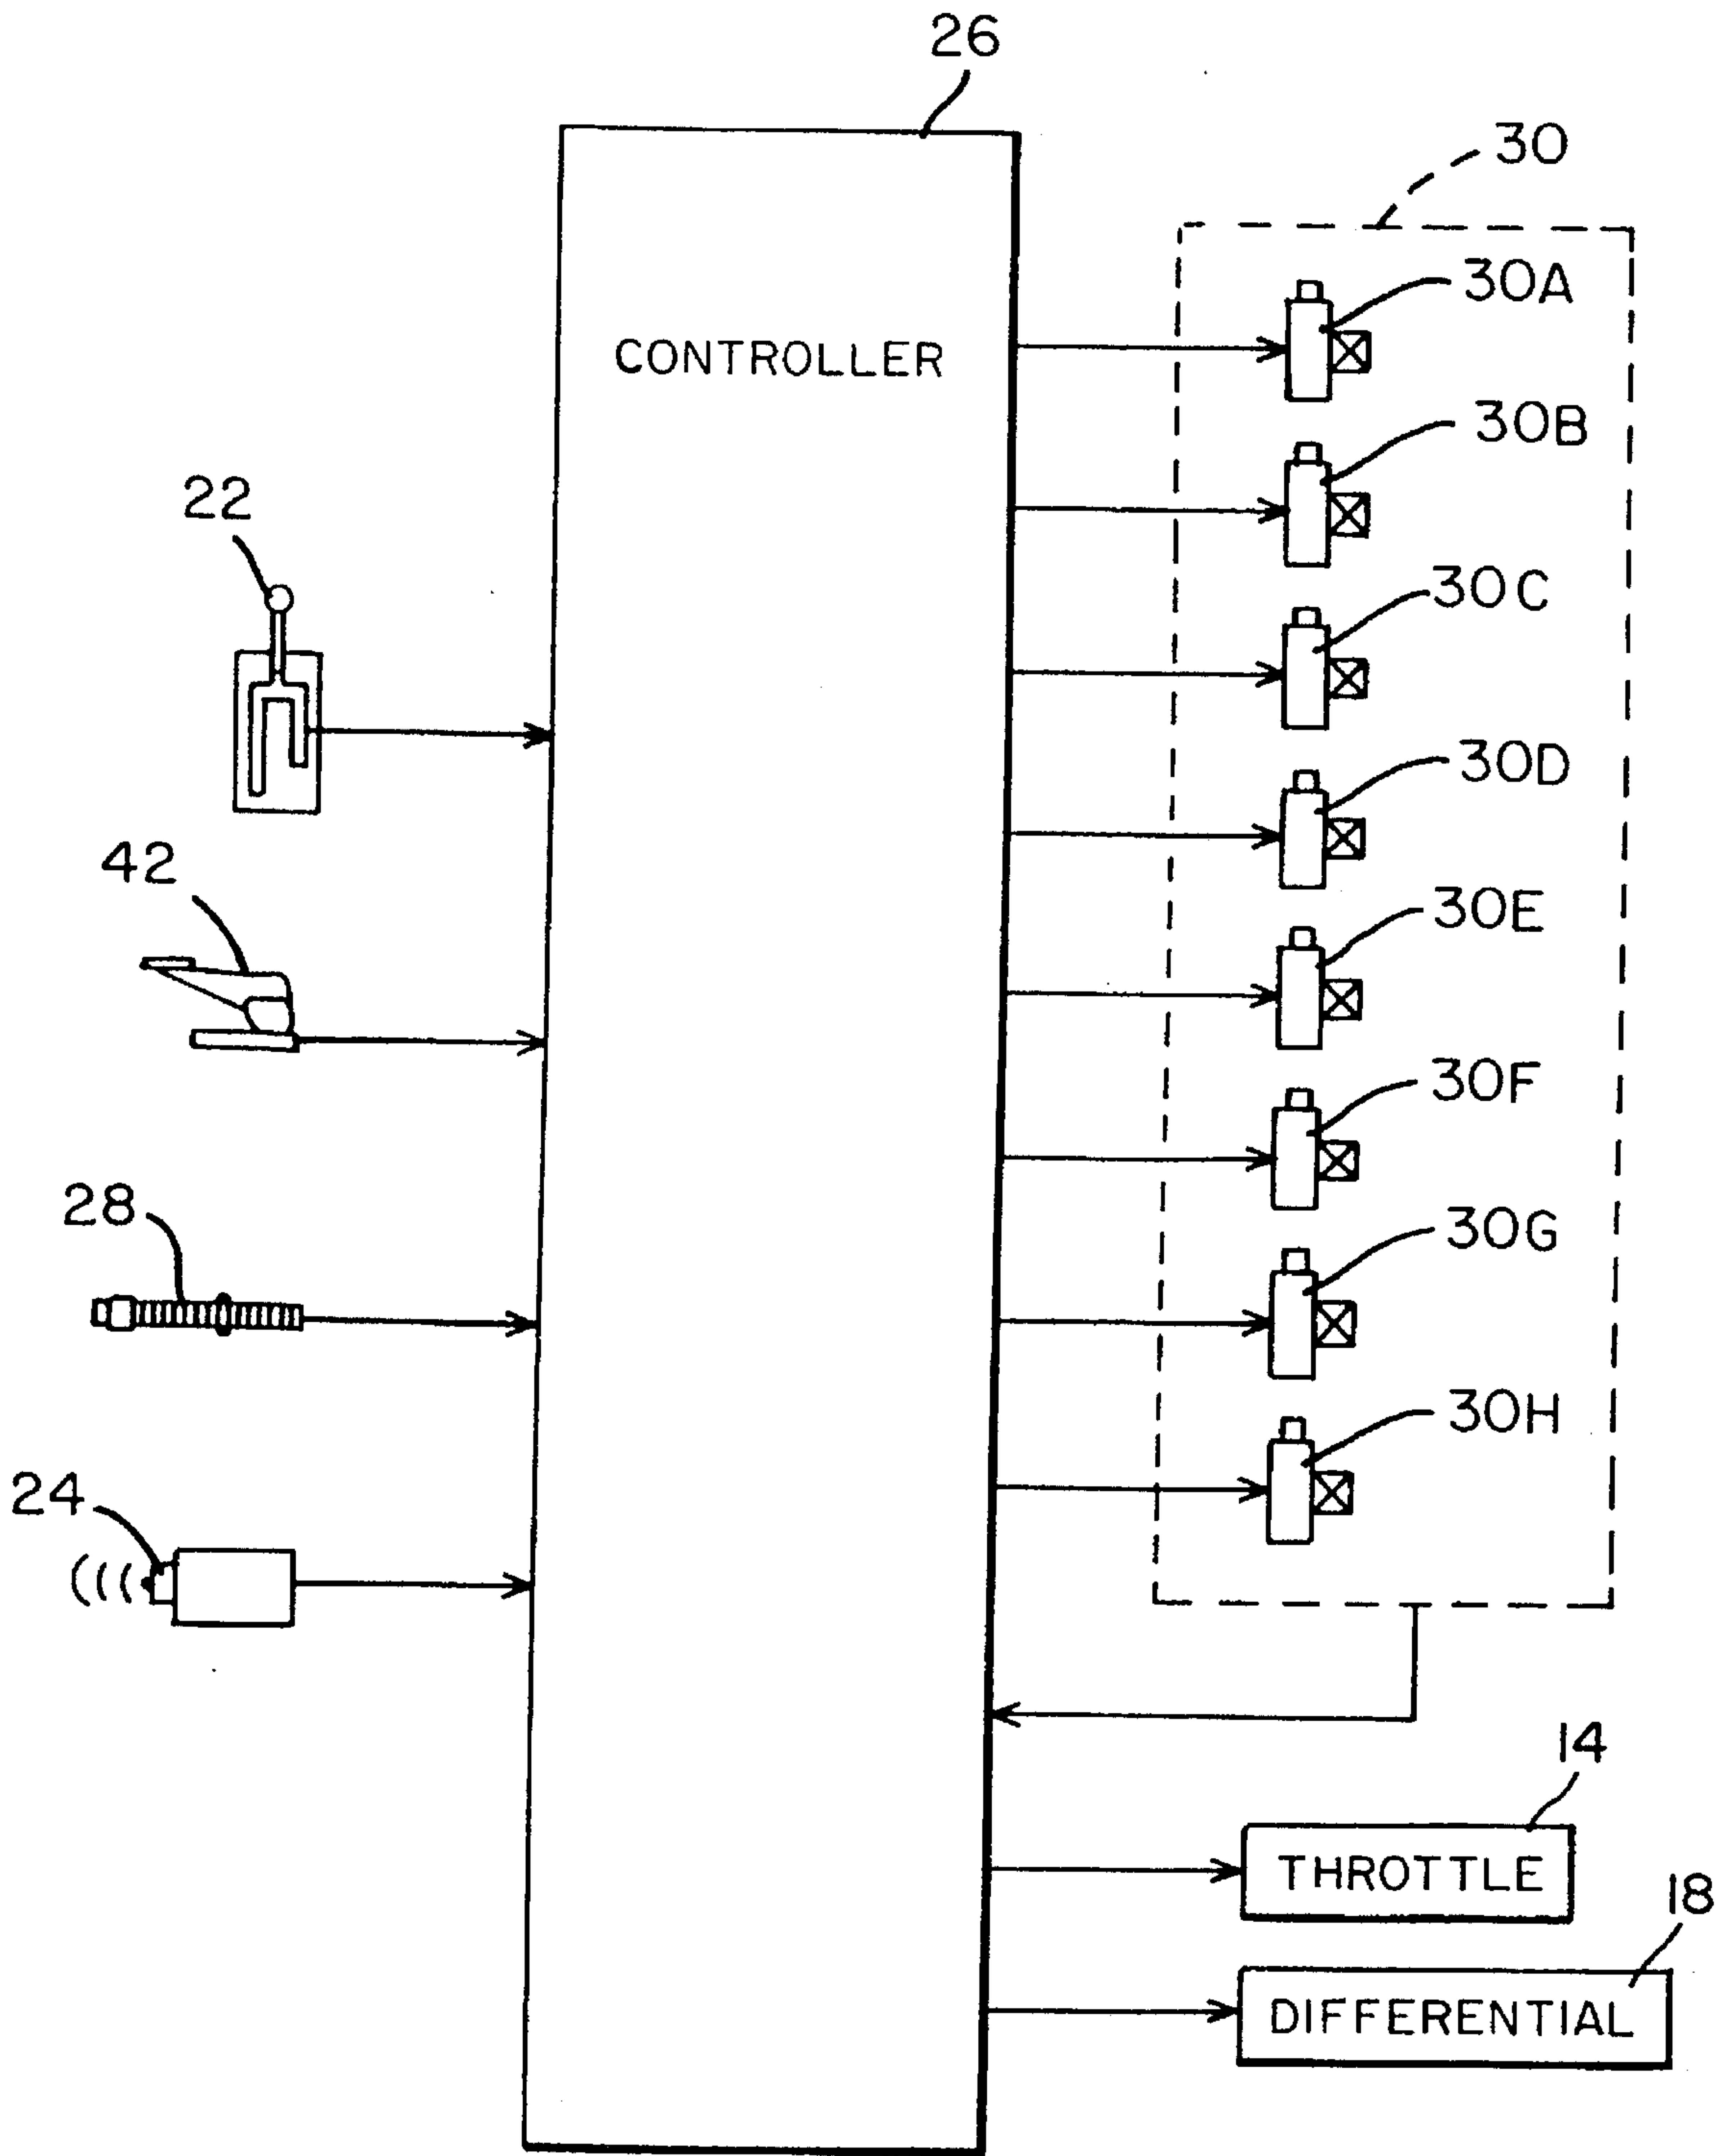 26
30
30A
CONTROLLER
30B
22
30C
30D
42
30E
30F
28
30G
30H
24
14
THROTTLE
18
DIFFERENTIAL